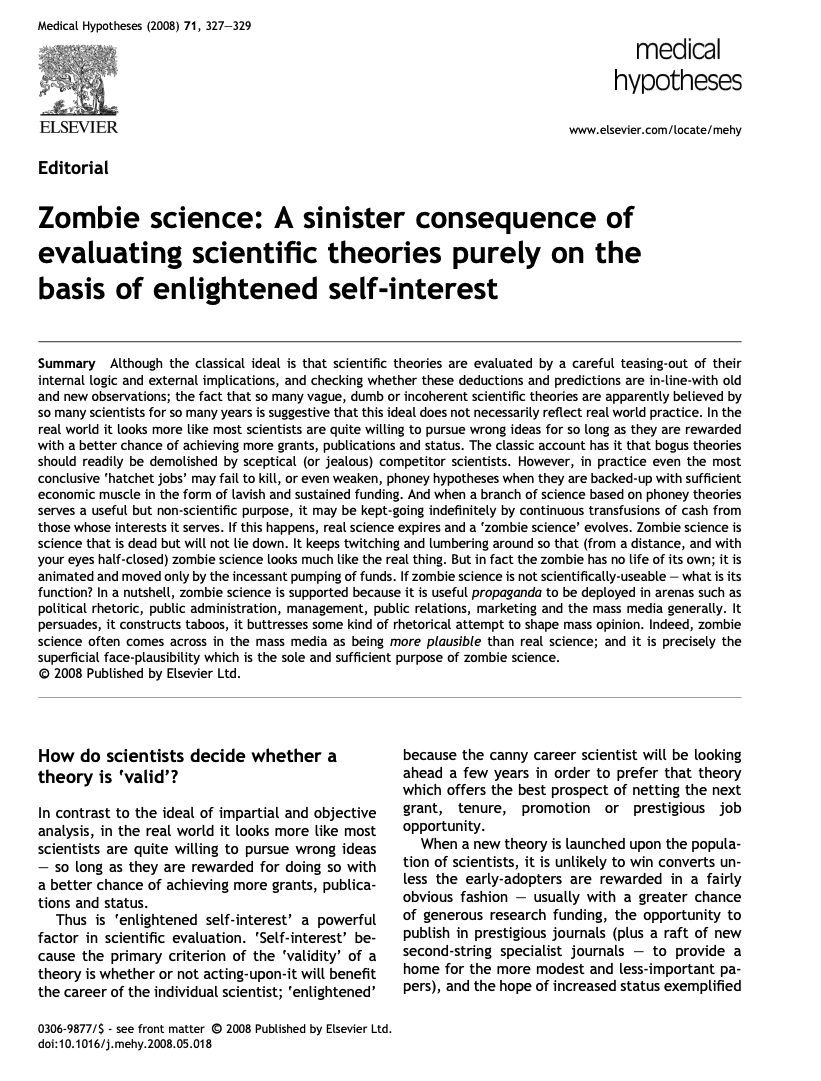 Medical Hypotheses (2008) 71, 327–329
ELSEVIER
medical
hypotheses
www.elsevier.com/locate/mehy
Editorial
Zombie science: A sinister consequence of
evaluating scientific theories purely on the
basis of enlightened self-interest
Summary Although the classical ideal is that scientific theories are evaluated by a careful teasing-out of their
internal logic and external implications, and checking whether these deductions and predictions are in-line-with old
and new observations; the fact that so many vague, dumb or incoherent scientific theories are apparently believed by
so many scientists for so many years is suggestive that this ideal does not necessarily reflect real world practice. In the
real world it looks more like most scientists are quite willing to pursue wrong ideas for so long as they are rewarded
with a better chance of achieving more grants, publications and status. The classic account has it that bogus theories
should readily be demolished by sceptical (or jealous) competitor scientists. However, in practice even the most
conclusive ‘hatchet jobs’ may fail to kill, or even weaken, phoney hypotheses when they are backed-up with sufficient
economic muscle in the form of lavish and sustained funding. And when a branch of science based on phoney theories
serves a useful but non-scientific purpose, it may be kept-going indefinitely by continuous transfusions of cash from
those whose interests it serves. If this happens, real science expires and a ‘zombie science’ evolves. Zombie science is
science that is dead but will not lie down. It keeps twitching and lumbering around so that (from a distance, and with
your eyes half-closed) zombie science looks much like the real thing. But in fact the zombie has no life of its own; it is
animated and moved only by the incessant pumping of funds. If zombie science is not scientifically-useable – what is its
function? In a nutshell, zombie science is supported because it is useful propaganda to be deployed in arenas such as
political rhetoric, public administration, management, public relations, marketing and the mass media generally. It
persuades, it constructs taboos, it buttresses some kind of rhetorical attempt to shape mass opinion. Indeed, zombie
science often comes across in the mass media as being more plausible than real science; and it is precisely the
superficial face-plausibility which is the sole and sufficient purpose of zombie science.
© 2008 Published by Elsevier Ltd.
How do scientists decide whether a
theory is ‘valid’?
In contrast to the ideal of impartial and objective
analysis, in the real world it looks more like most
scientists are quite willing to pursue wrong ideas
– so long as they are rewarded for doing so with
a better chance of achieving more grants, publica-
tions and status.
Thus is ‘enlightened self-interest’ a powerful
factor in scientific evaluation. ‘Self-interest’ be-
cause the primary criterion of the ‘validity’ of a
theory is whether or not acting-upon-it will benefit
the career of the individual scientist; ‘enlightened’
because the canny career scientist will be looking
ahead a few years in order to prefer that theory
which offers the best prospect of netting the next
grant, tenure, promotion or prestigious job
opportunity.
When a new theory is launched upon the popula-
tion of scientists, it is unlikely to win converts un-
less the early-adopters are rewarded in a fairly
obvious fashion – usually with a greater chance
of generous research funding, the opportunity to
publish in prestigious journals (plus a raft of new
second-string specialist journals – to provide a
home for the more modest and less-important pa-
pers), and the hope of increased status exemplified
0306-9877/$ - see front matter © 2008 Published by Elsevier Ltd.
doi:10.1016/j.mehy.2008.05.018